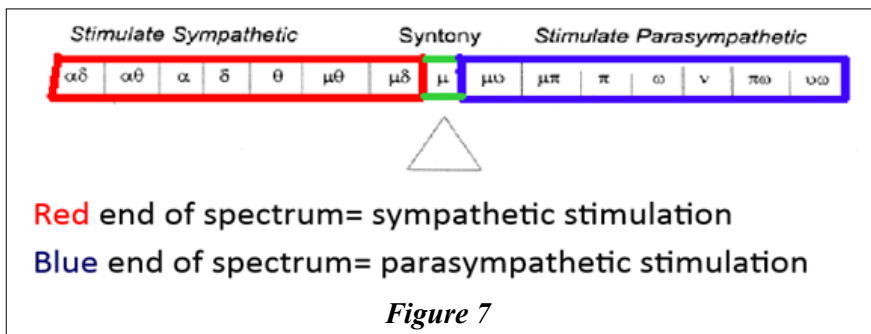 Stimulate Sympathetic Syntony Stimulate Parasympathetic
αδ αθ α δ θ μθ μδ μ μυ μπ π ω ν πω υω
Red end of spectrum= sympathetic stimulation
Blue end of spectrum= parasympathetic stimulation
Figure 7